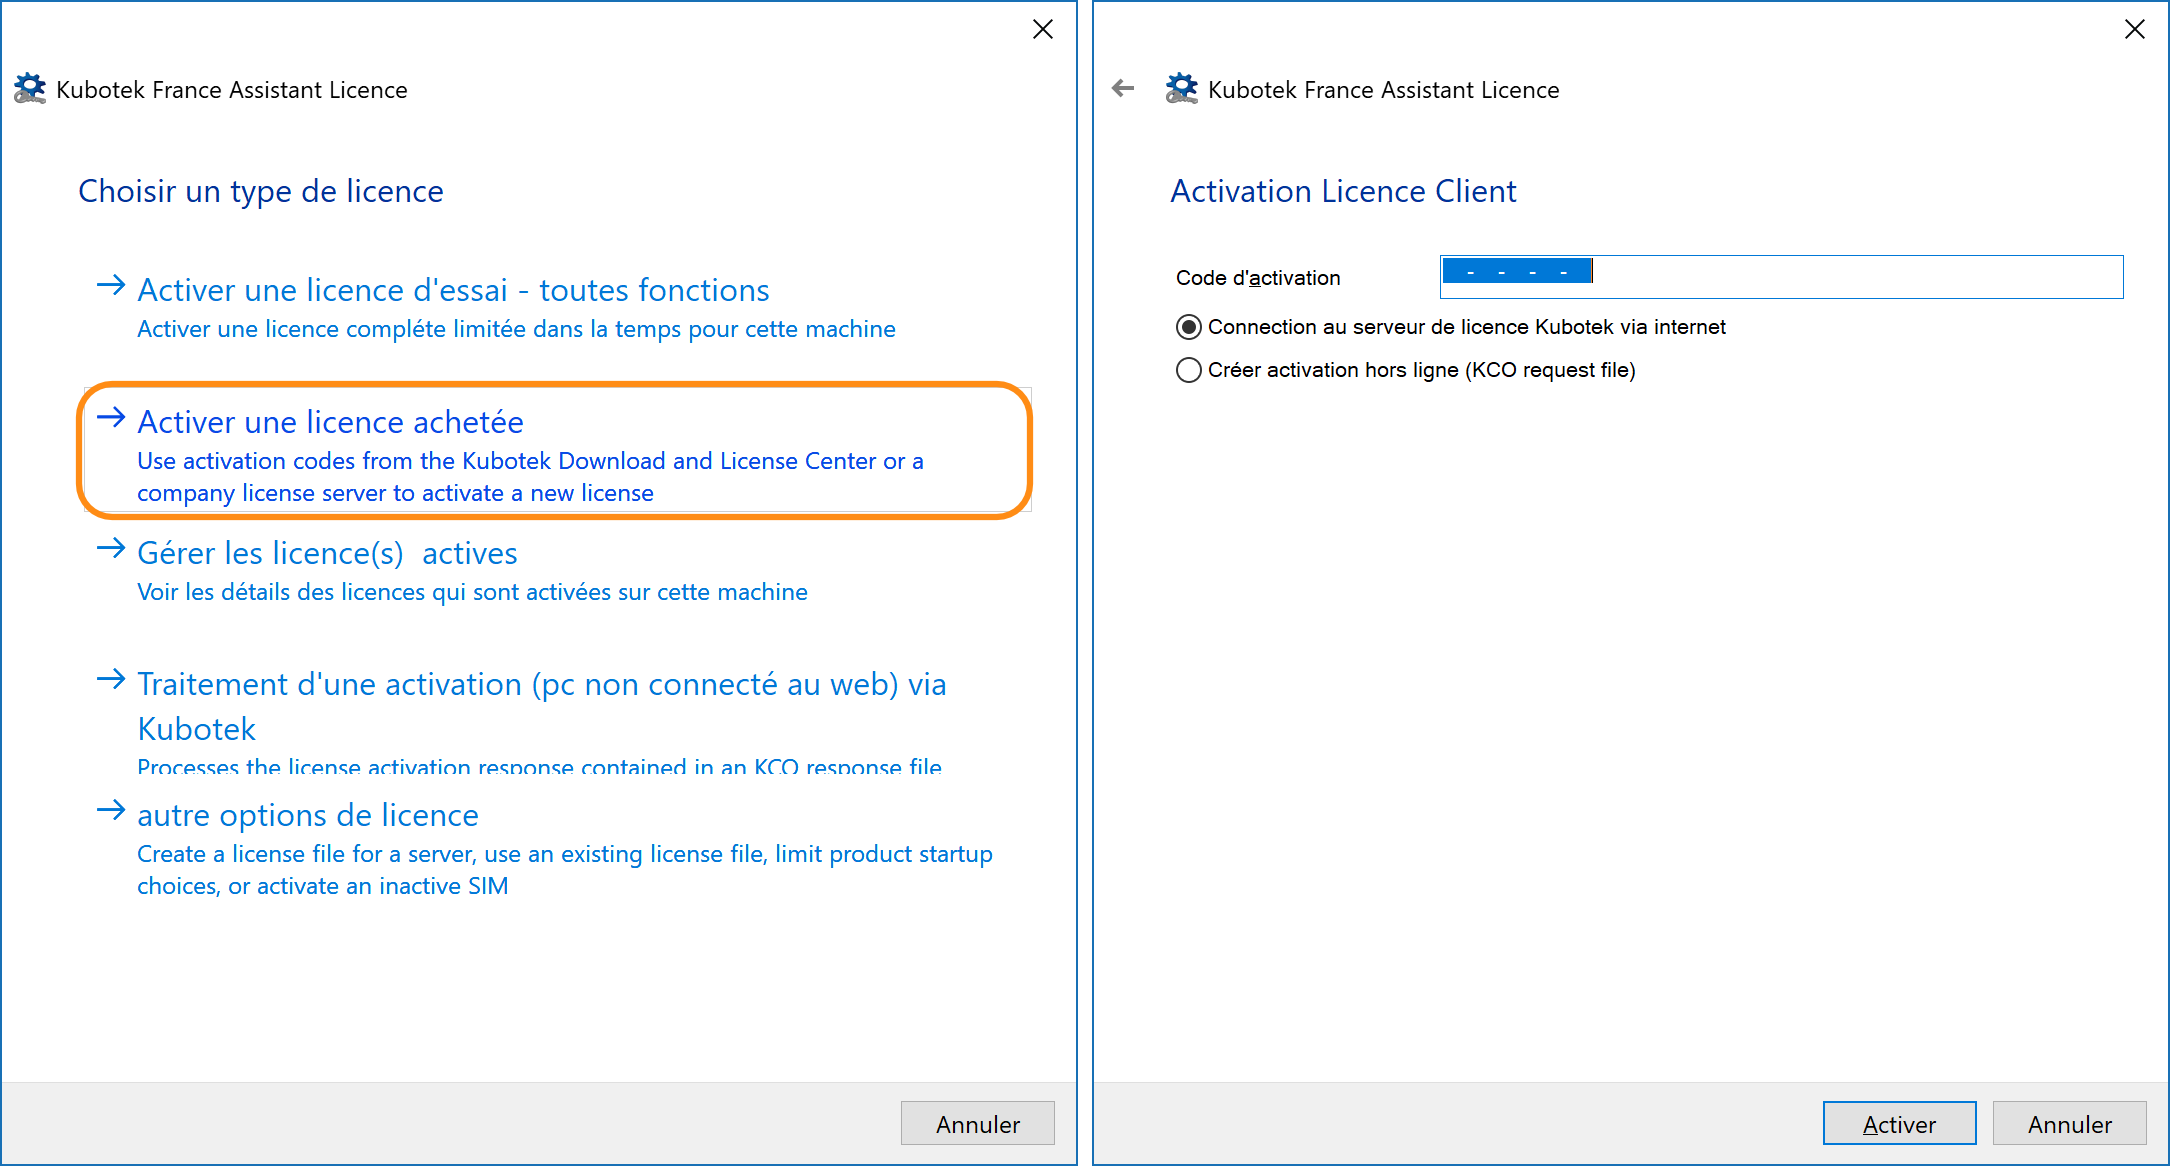 Kubotek France Assistant Licence
Choisir un type de licence
Activer une licence d'essai - toutes fonctions
Activer une licence compléte limitée dans la temps pour cette machine
Activer une licence achetée
Use activation codes from the Kubotek Download and License Center or a
company license server to activate a new license
Gérer les licence(s)  actives
Voir les détails des licences qui sont activées sur cette machine
Traitement d'une activation (pc non connecté au web) via
Kubotek
Processes the license activation response contained in an KCO response file
autre options de licence
Create a license file for a server, use an existing license file, limit product startup
choices, or activate an inactive SIM
Annuler
Kubotek France Assistant Licence
Activation Licence Client
Code d'activation
- - - -
Connection au serveur de licence Kubotek via internet
Créer activation hors ligne (KCO request file)
Activer
Annuler